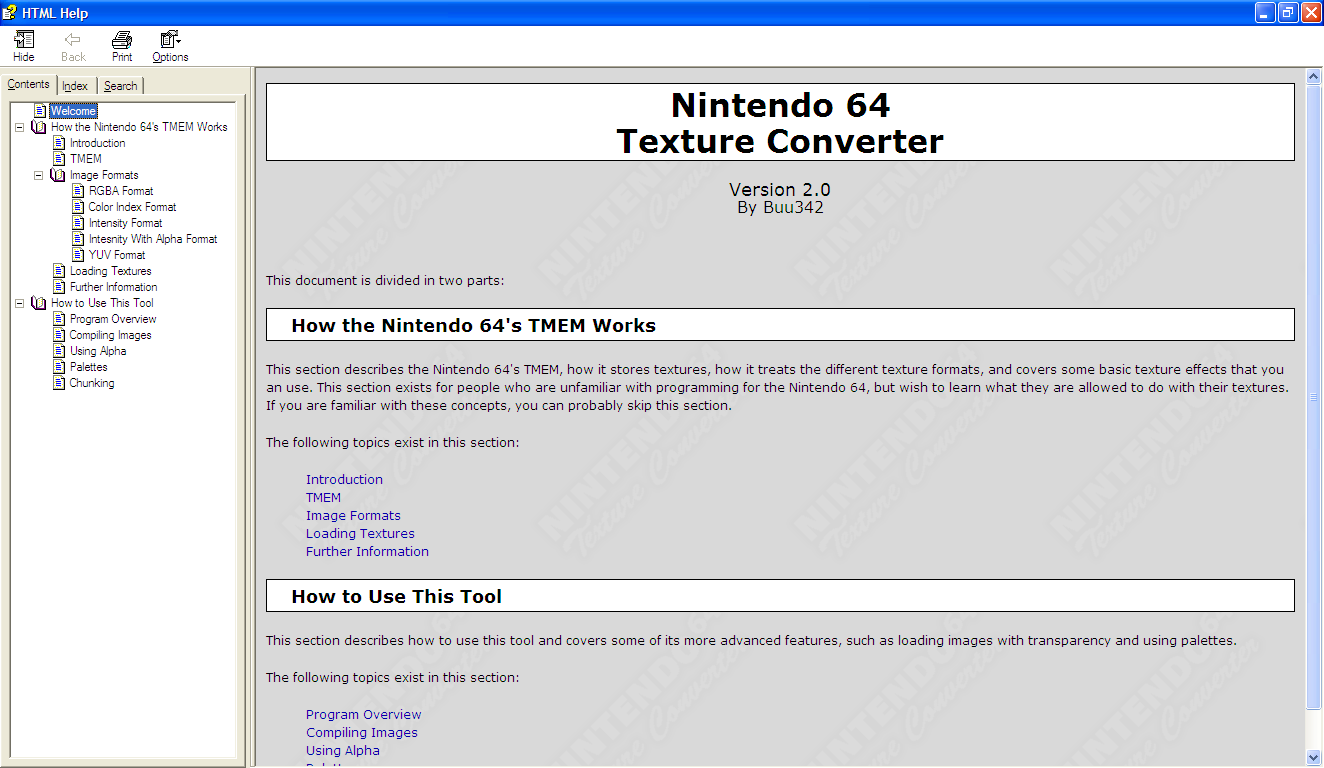 HTML Help
Hide Back Print Options
Contents Index Search
Welcome
How the Nintendo 64's TMEM Works
Introduction
TMEM
Image Formats
RGBA Format
Color Index Format
Intensity Format
Intesnity With Alpha Format
YUV Format
Loading Textures
Further Infomation
How to Use This Tool
Program Overview
Compiling Images
Using Alpha
Palettes
Chunking
Nintendo 64
Texture Converter
Version 2.0
By Buu342
This document is divided in two parts:
How the Nintendo 64's TMEM Works
This section describes the Nintendo 64's TMEM, how it stores textures, how it treats the different texture formats, and covers some basic texture effects that you
an use. This section exists for people who are unfamiliar with programming for the Nintendo 64, but wish to learn what they are allowed to do with their textures.
If you are familiar with these concepts, you can probably skip this section.
The following topics exist in this section:
Introduction
TMEM
Image Formats
Loading Textures
Further Information
How to Use This Tool
This section describes how to use this tool and covers some of its more advanced features, such as loading images with transparency and using palettes.
The following topics exist in this section:
Program Overview
Compiling Images
Using Alpha